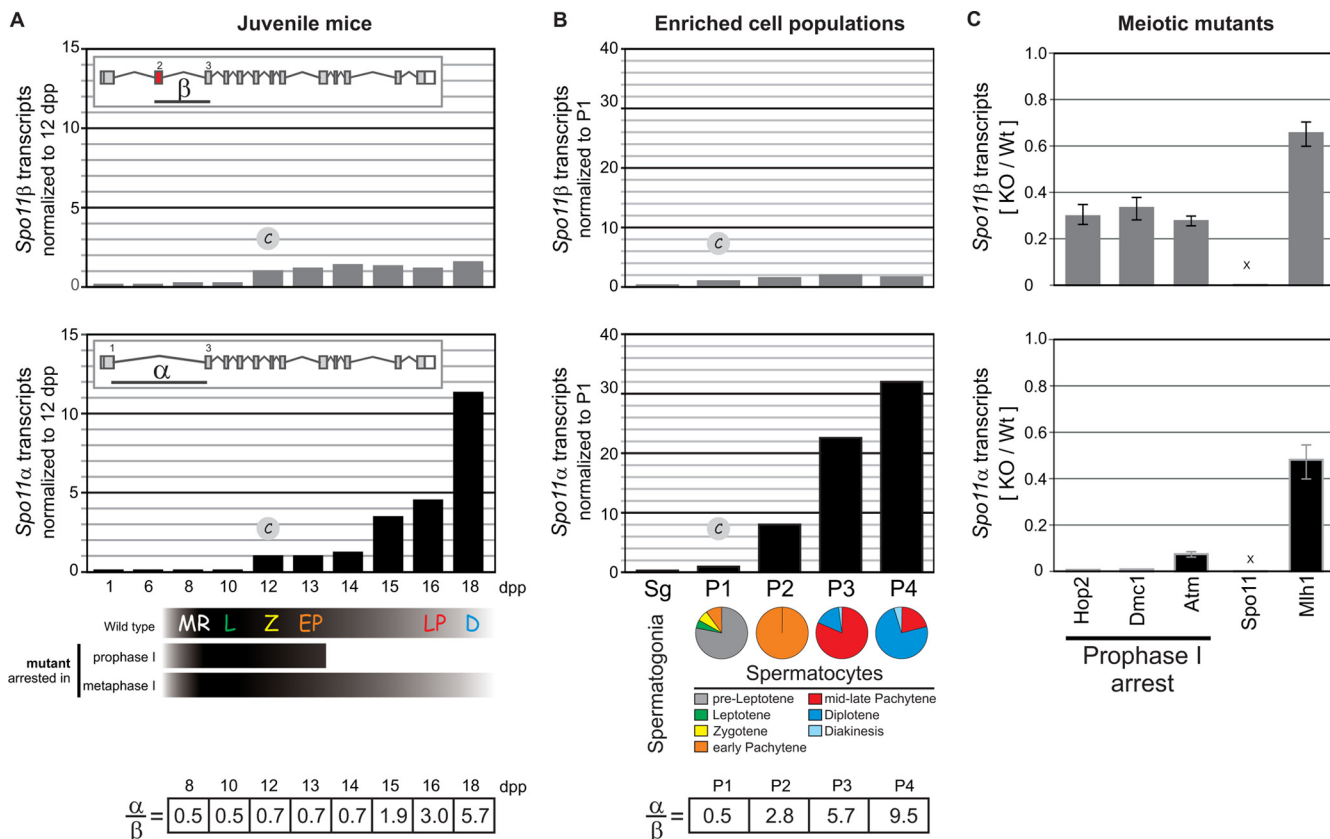 A
Juvenile mice
Spo11β transcripts
normalized to 12 dpp
15
10
5
0
2
3
β
C
Spo11α transcripts
normalized to 12 dpp
15
10
5
0
1
3
α
C
1 6 8 10 12 13 14 15 16 18 dpp
Wild type
MR L Z EP LP D
mutant
arrested in
prophase I
metaphase I
8 10 12 13 14 15 16 18 dpp
α/β = 0.5 0.5 0.7 0.7 0.7 1.9 3.0 5.7
B
Enriched cell populations
Spo11β transcripts
normalized to P1
40
30
20
10
0
C
Spo11α transcripts
normalized to P1
40
30
20
10
0
C
Sg P1 P2 P3 P4
Spermatogonia
Spermatocytes
pre-Leptotene
Leptotene
Zygotene
early Pachytene
mid-late Pachytene
Diplotene
Diakinesis
P1 P2 P3 P4
α/β = 0.5 2.8 5.7 9.5
C
Meiotic mutants
Spo11β transcripts
[ KO / Wt ]
1.0
0.8
0.6
0.4
0.2
0
x
Spo11α transcripts
[ KO / Wt ]
1.0
0.8
0.6
0.4
0.2
0
x
Hop2
Dmc1
Atm
Spo11
Mlh1
Prophase I
arrest